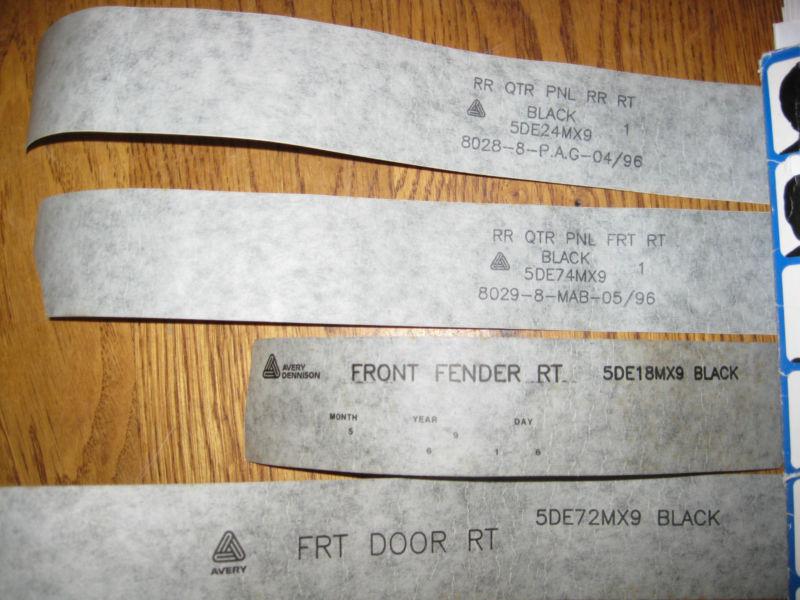 RR QTR PNL RR RT
BLACK
5DE24MX9 1
8028-8-P.A.G-04/96
RR QTR PNL FRT RT
BLACK
5DE74MX9 1
8029-8-MAB-05/96
AVERY
DENNISON
FRONT FENDER RT 5DE18MX9 BLACK
MONTH YEAR DAY
5 9
6 1 6
5DE72MX9 BLACK
FRT DOOR RT
AVERY